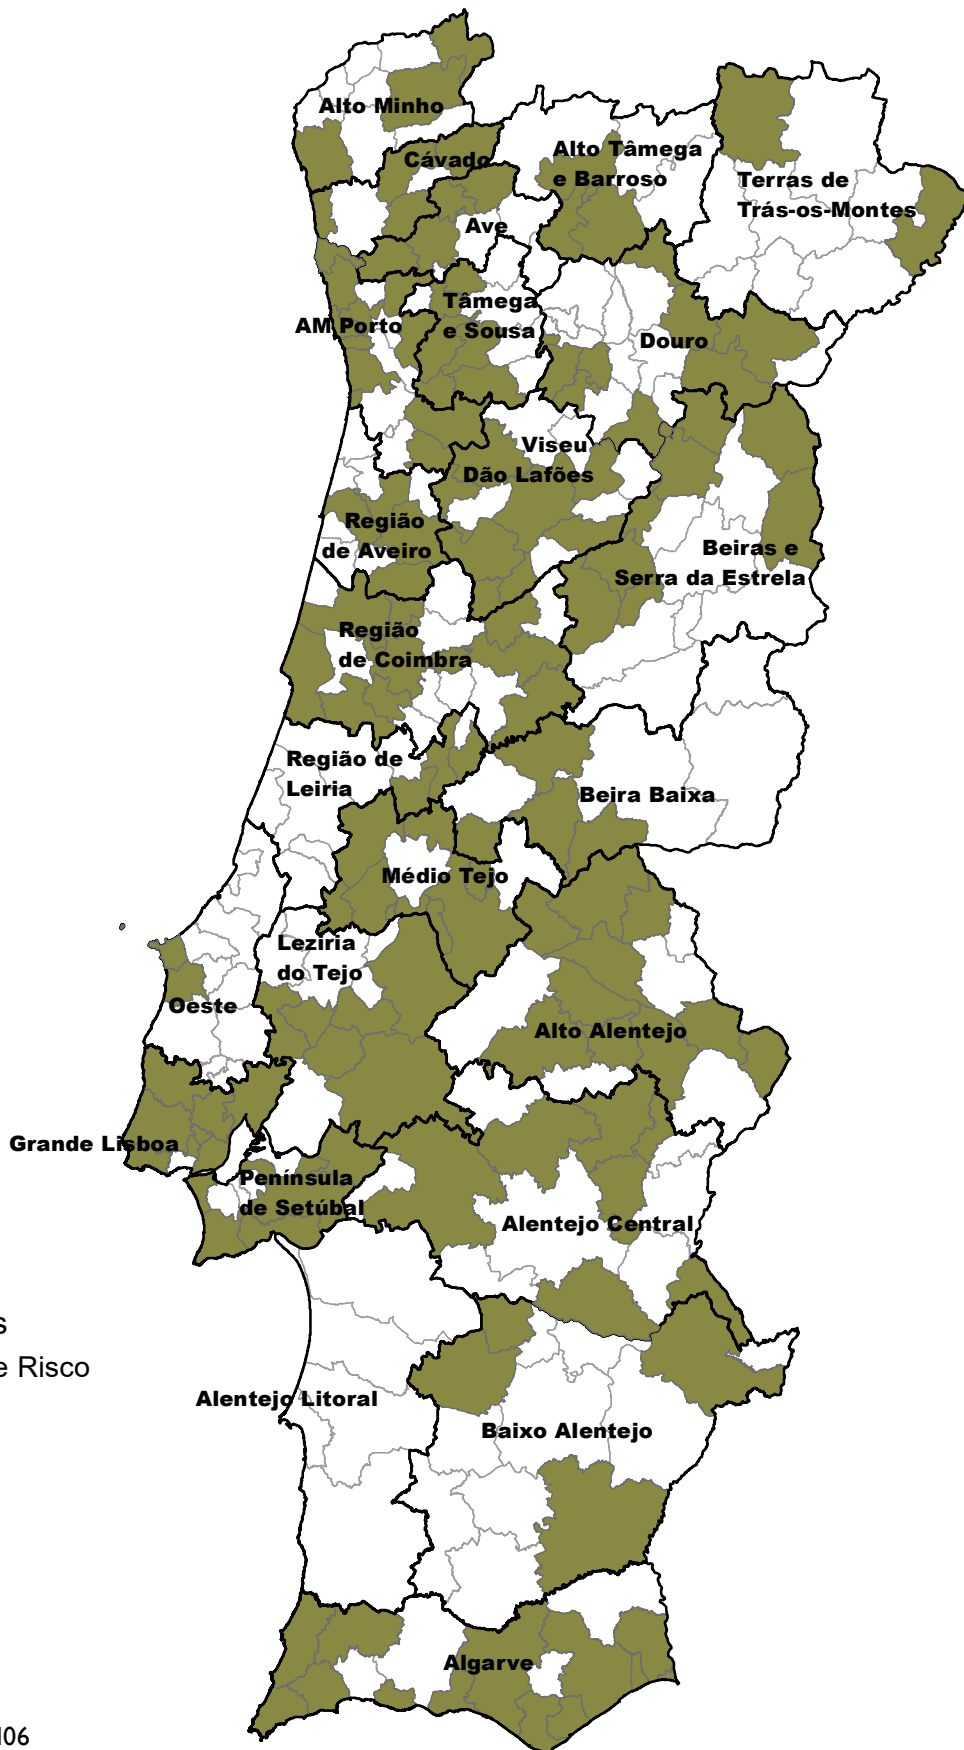 Alto Minho
Cávado
Alto Tâmega
e Barroso
Terras de
Trás-os-Montes
Ave
Tâmega
e Sousa
AM Porto
Douro
Viseu
Dão Lafões
Região
de Aveiro
Beiras e
Serra da Estrela
Região
de Coimbra
Região de
Leiria
Beira Baixa
Médio Tejo
Lezíria
do Tejo
Oeste
Alto Alentejo
Grande Lisboa
Península
de Setúbal
Alentejo Central
s
e Risco
Alentejo Litoral
Baixo Alentejo
Algarve
06